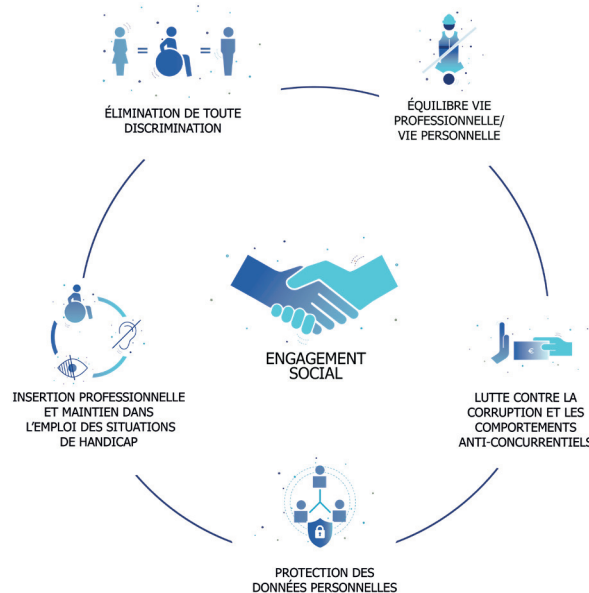 ÉLIMINATION DE TOUTE
DISCRIMINATION
ÉQUILIBRE VIE
PROFESSIONNELLE/
VIE PERSONNELLE
ENGAGEMENT
SOCIAL
INSERTION PROFESSIONNELLE
ET MAINTIEN DANS
L'EMPLOI DES SITUATIONS
DE HANDICAP
€
LUTTE CONTRE LA
CORRUPTION ET LES
COMPORTEMENTS
ANTI-CONCURRENTIELS
PROTECTION DES
DONNÉES PERSONNELLES